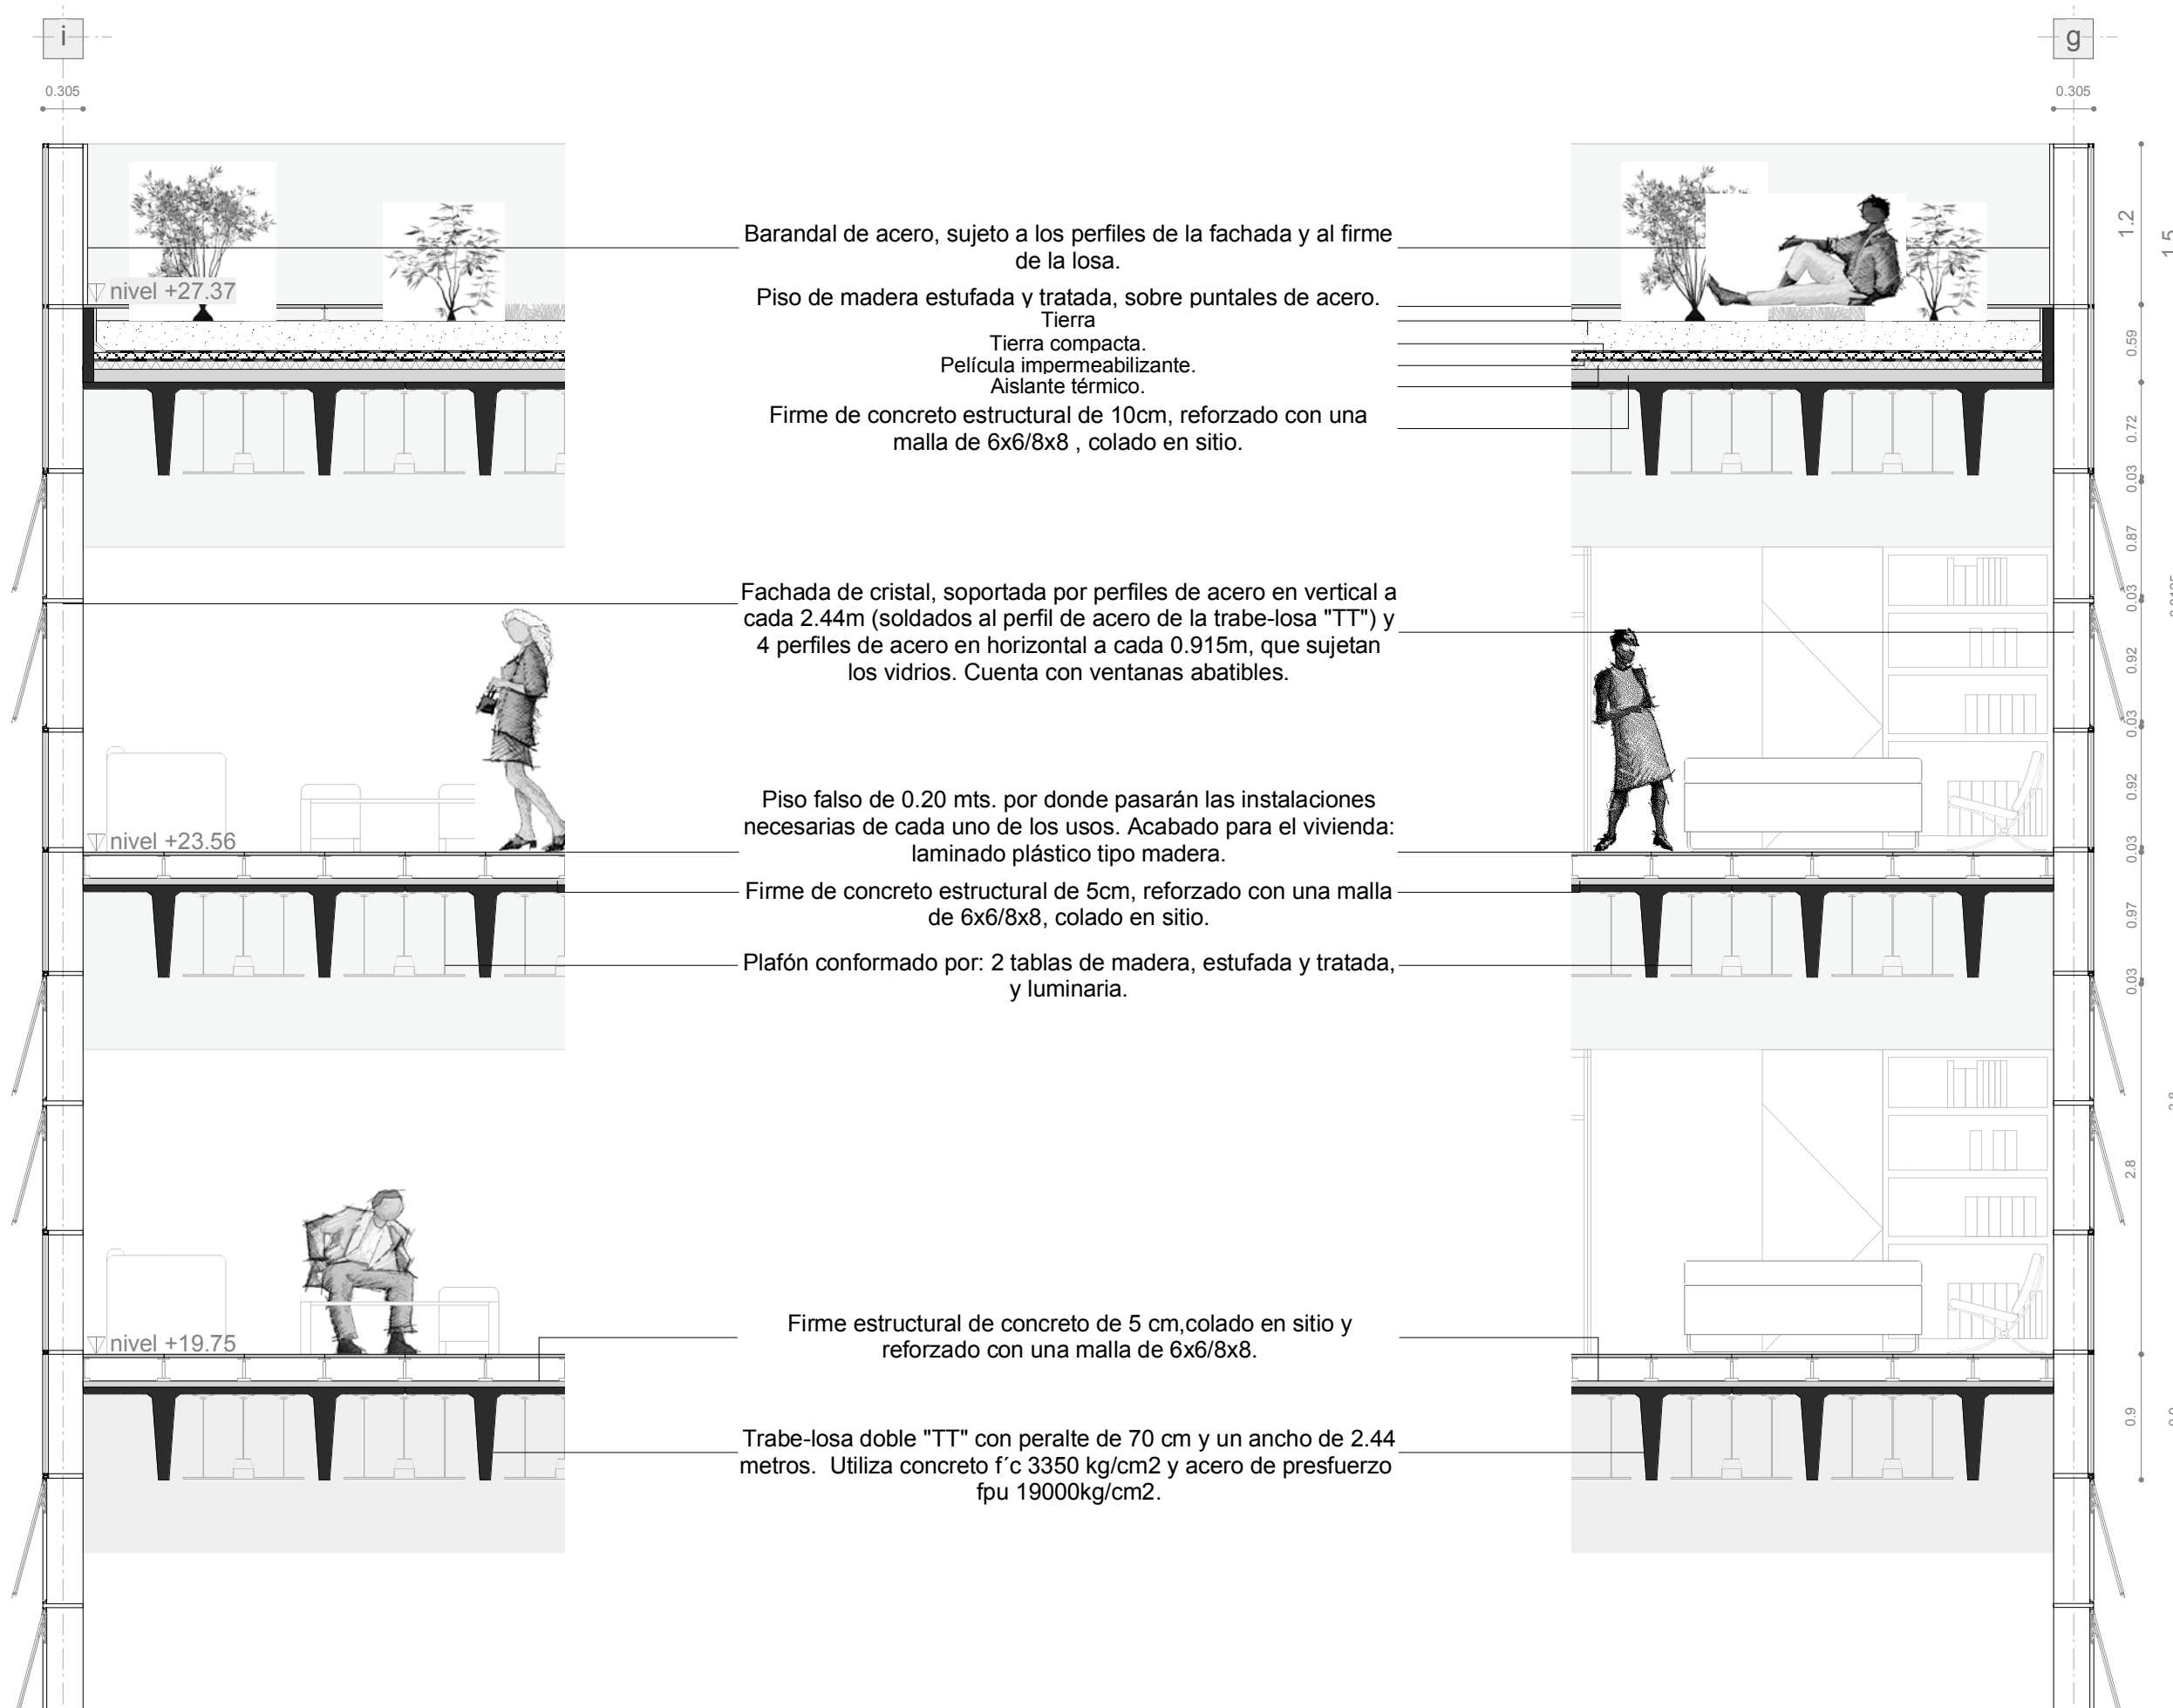 i
g
0.305
0.305
Barandal de acero, sujeto a los perfiles de la fachada y al firme
de la losa.
nivel +27.37
Piso de madera estufada y tratada, sobre puntales de acero.
Tierra
Tierra compacta.
Película impermeabilizante.
Aislante térmico.
Firme de concreto estructural de 10cm, reforzado con una
malla de 6x6/8x8 , colado en sitio.
Fachada de cristal, soportada por perfiles de acero en vertical a
cada 2.44m (soldados al perfil de acero de la trabe-losa "TT") y
4 perfiles de acero en horizontal a cada 0.915m, que sujetan
los vidrios. Cuenta con ventanas abatibles.
Piso falso de 0.20 mts. por donde pasarán las instalaciones
necesarias de cada uno de los usos. Acabado para el vivienda:
laminado plástico tipo madera.
nivel +23.56
Firme de concreto estructural de 5cm, reforzado con una malla
de 6x6/8x8, colado en sitio.
Plafón conformado por: 2 tablas de madera, estufada y tratada,
y luminaria.
Firme estructural de concreto de 5 cm,colado en sitio y
reforzado con una malla de 6x6/8x8.
nivel +19.75
Trabe-losa doble "TT" con peralte de 70 cm y un ancho de 2.44
metros.  Utiliza concreto f´c 3350 kg/cm2 y acero de presfuerzo
fpu 19000kg/cm2.
1.2
1.5
0.59
0.72
0.03
0.87
0.03
0.92
0.03
0.92
0.03
0.97
0.03
2.8
0.9